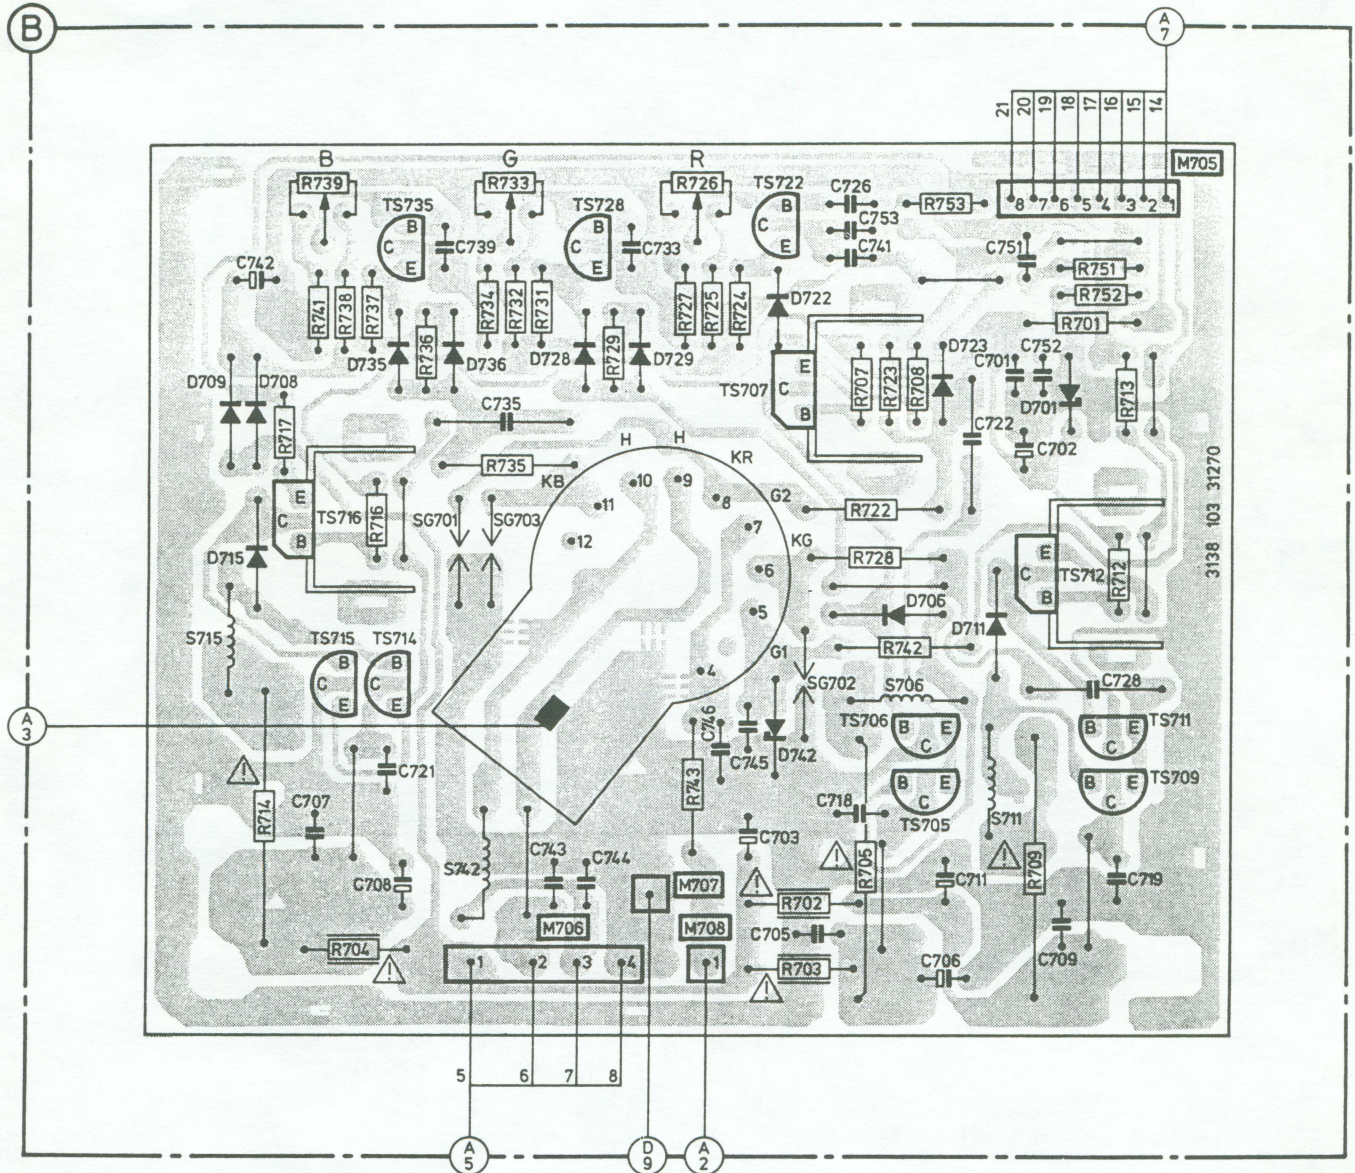 B
A
7
21
20
19
18
17
16
15
14
M705
8 7 6 5 4 3 2 1
B G R
R739 R733 R726 TS722 C726
TS735 TS728 R753
B B B C753
C C739 C C733 C C741 C751
E E E R751
C742 R752
D722 R701
R741 R738 R737 R734 R732 R731 R727 R725 R724
D735 R736 D736 D728 R729 D729
TS707 E C B R707 R723 R708 D723 C701 C752 D701 R713
D709 D708
R717 C735 C722 C702
H H
R735 KB KR
10 9
8 G2
11 7 KG
12 6
5
4 G1
E C B TS716 R716 SG701 SG703
R722
R728
D706
R742
D715
E C B TS712 R712
D711
3138 103 31270
S715 TS715 TS714
B B
C C
E E
SG702 S706 C728
TS706 B E C
TS711 B E C
A
3
C746
C745 D742
TS705 B E C
TS709 B E C
C721 R743 S711
R714 C707 C718
C703
C708 S742 C743 C744 R705 R709
M707 C711 C719
R702
M706 M708 C705 C709
R704 R703 C706
1 2 3 4 1
5 6 7 8
A
5
D
9
A
2